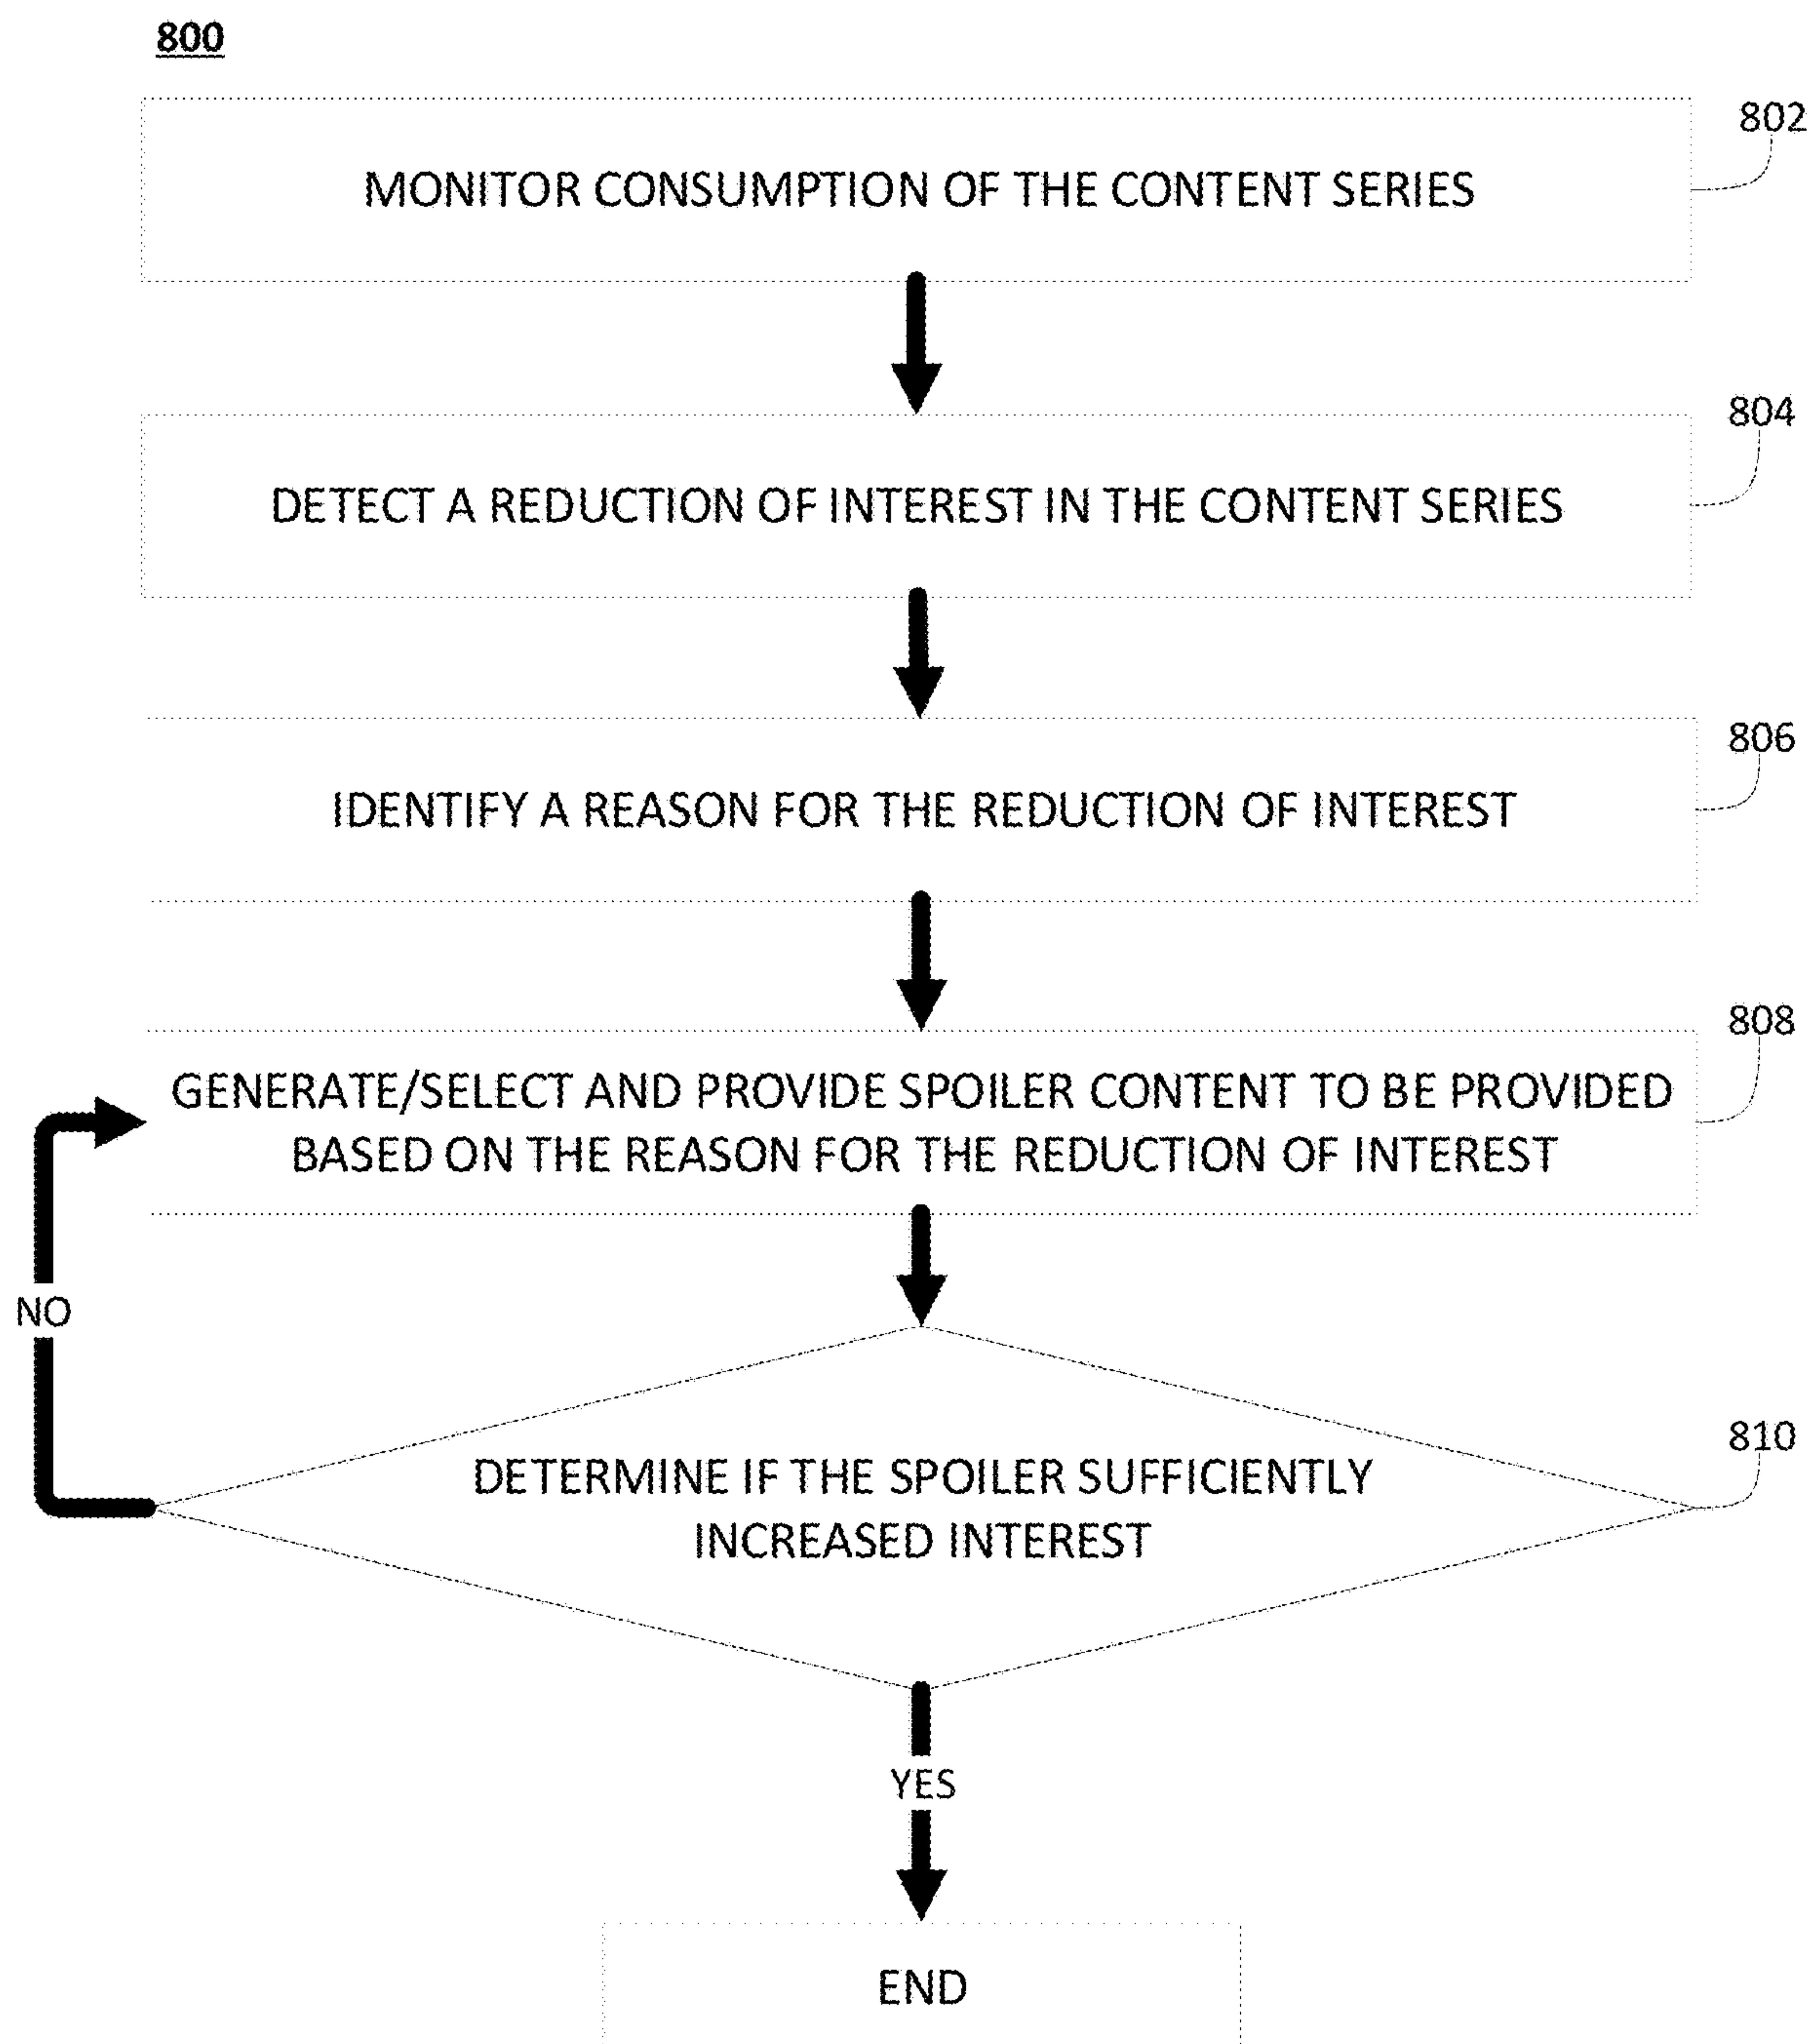 800
802
MONITOR CONSUMPTION OF THE CONTENT SERIES
804
DETECT A REDUCTION OF INTEREST IN THE CONTENT SERIES
806
IDENTIFY A REASON FOR THE REDUCTION OF INTEREST
808
GENERATE/SELECT AND PROVIDE SPOILER CONTENT TO BE PROVIDED
BASED ON THE REASON FOR THE REDUCTION OF INTEREST
NO
810
DETERMINE IF THE SPOILER SUFFICIENTLY
INCREASED INTEREST
YES
END